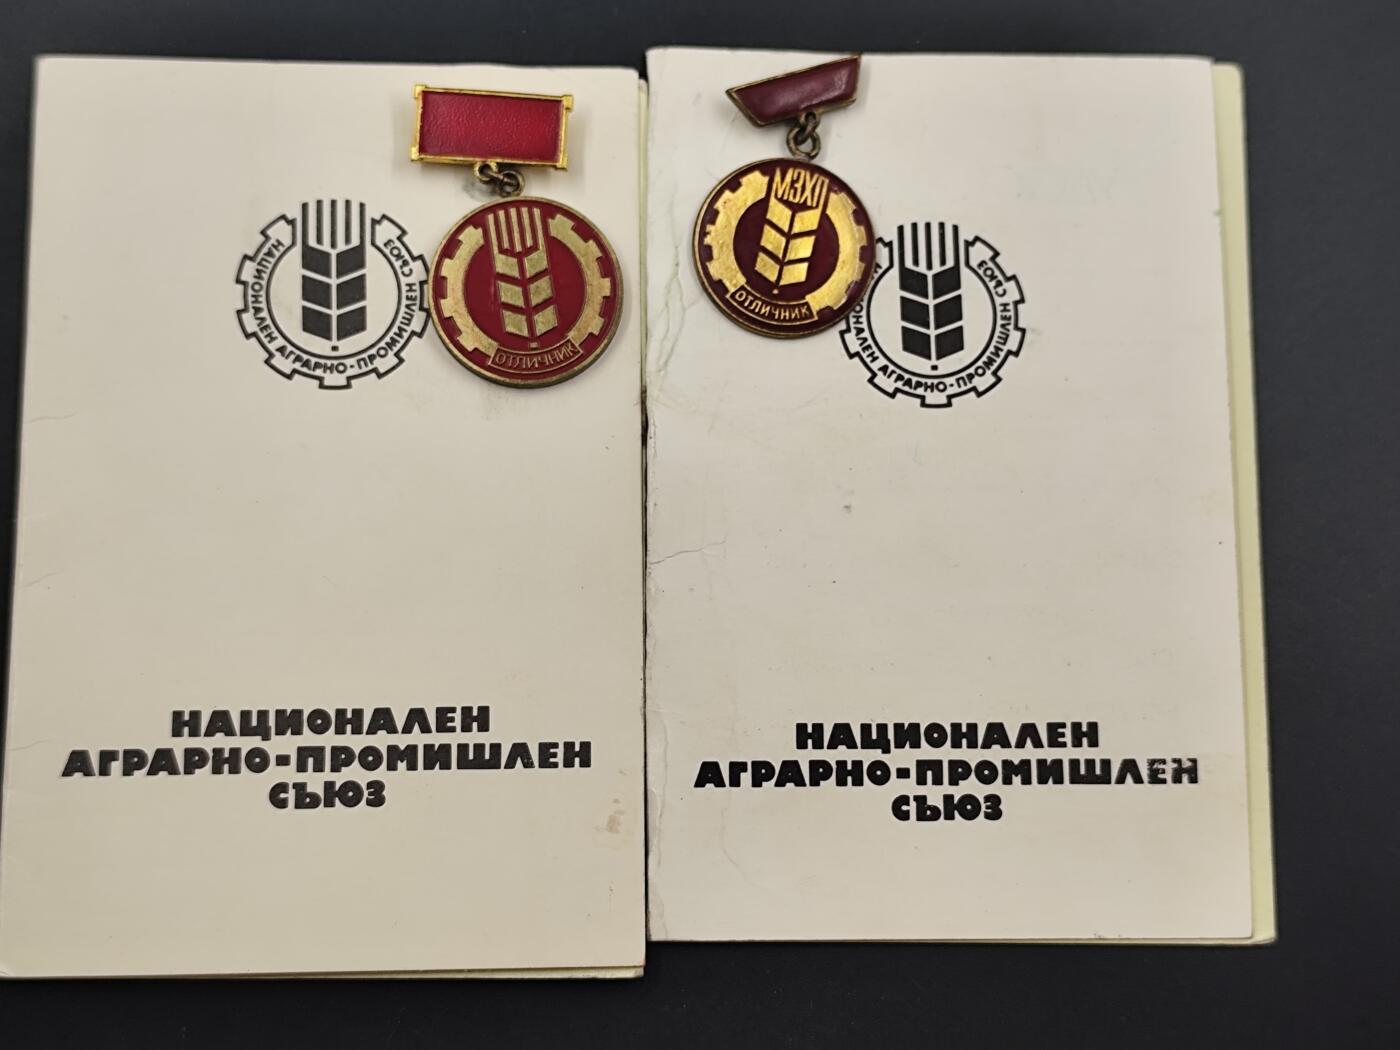 НАЦИОНАЛЕН АГРАРНО-ПРОМИШЛЕН СЪЮЗ
ОТЛИЧНИК
НАЦИОНАЛЕН
АГРАРНО-ПРОМИШЛЕН
СЪЮЗ
МЗХП
ОТЛИЧНИК
НАЦИОНАЛЕН АГРАРНО-ПРОМИШЛЕН СЪЮЗ
НАЦИОНАЛЕН
АГРАРНО-ПРОМИШЛЕН
СЪЮЗ